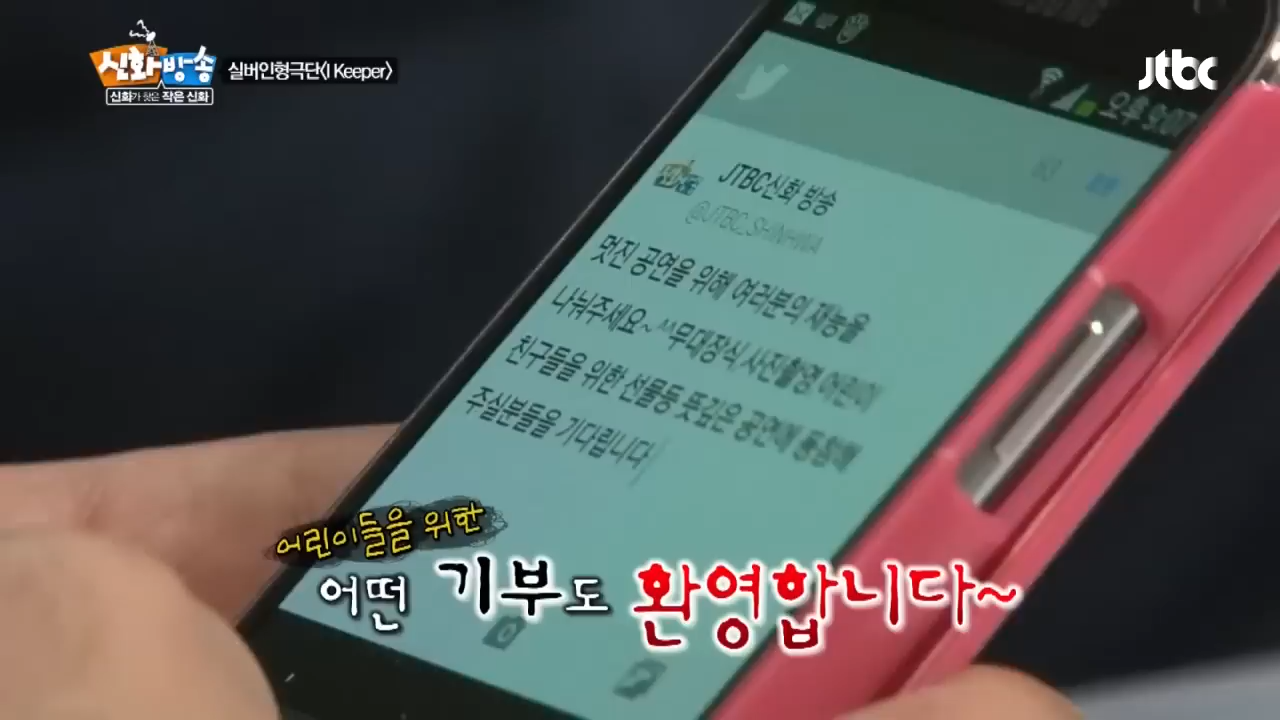 신화방송
신화가 찾은 작은 신화
실버인형극단〈I Keeper〉
jtbc
오후 9:07
63
JTBC신화 방송
@JTBC_SHINHWA
멋진 공연을 위해 여러분의 재능을
나눠주세요~^^무대장식 사진촬영 어린이
친구들을 위한 선물등 뜻깊은 공연에 동참해
주실분들을 기다립니다
어린이들을 위한
어떤 기부도 환영합니다~